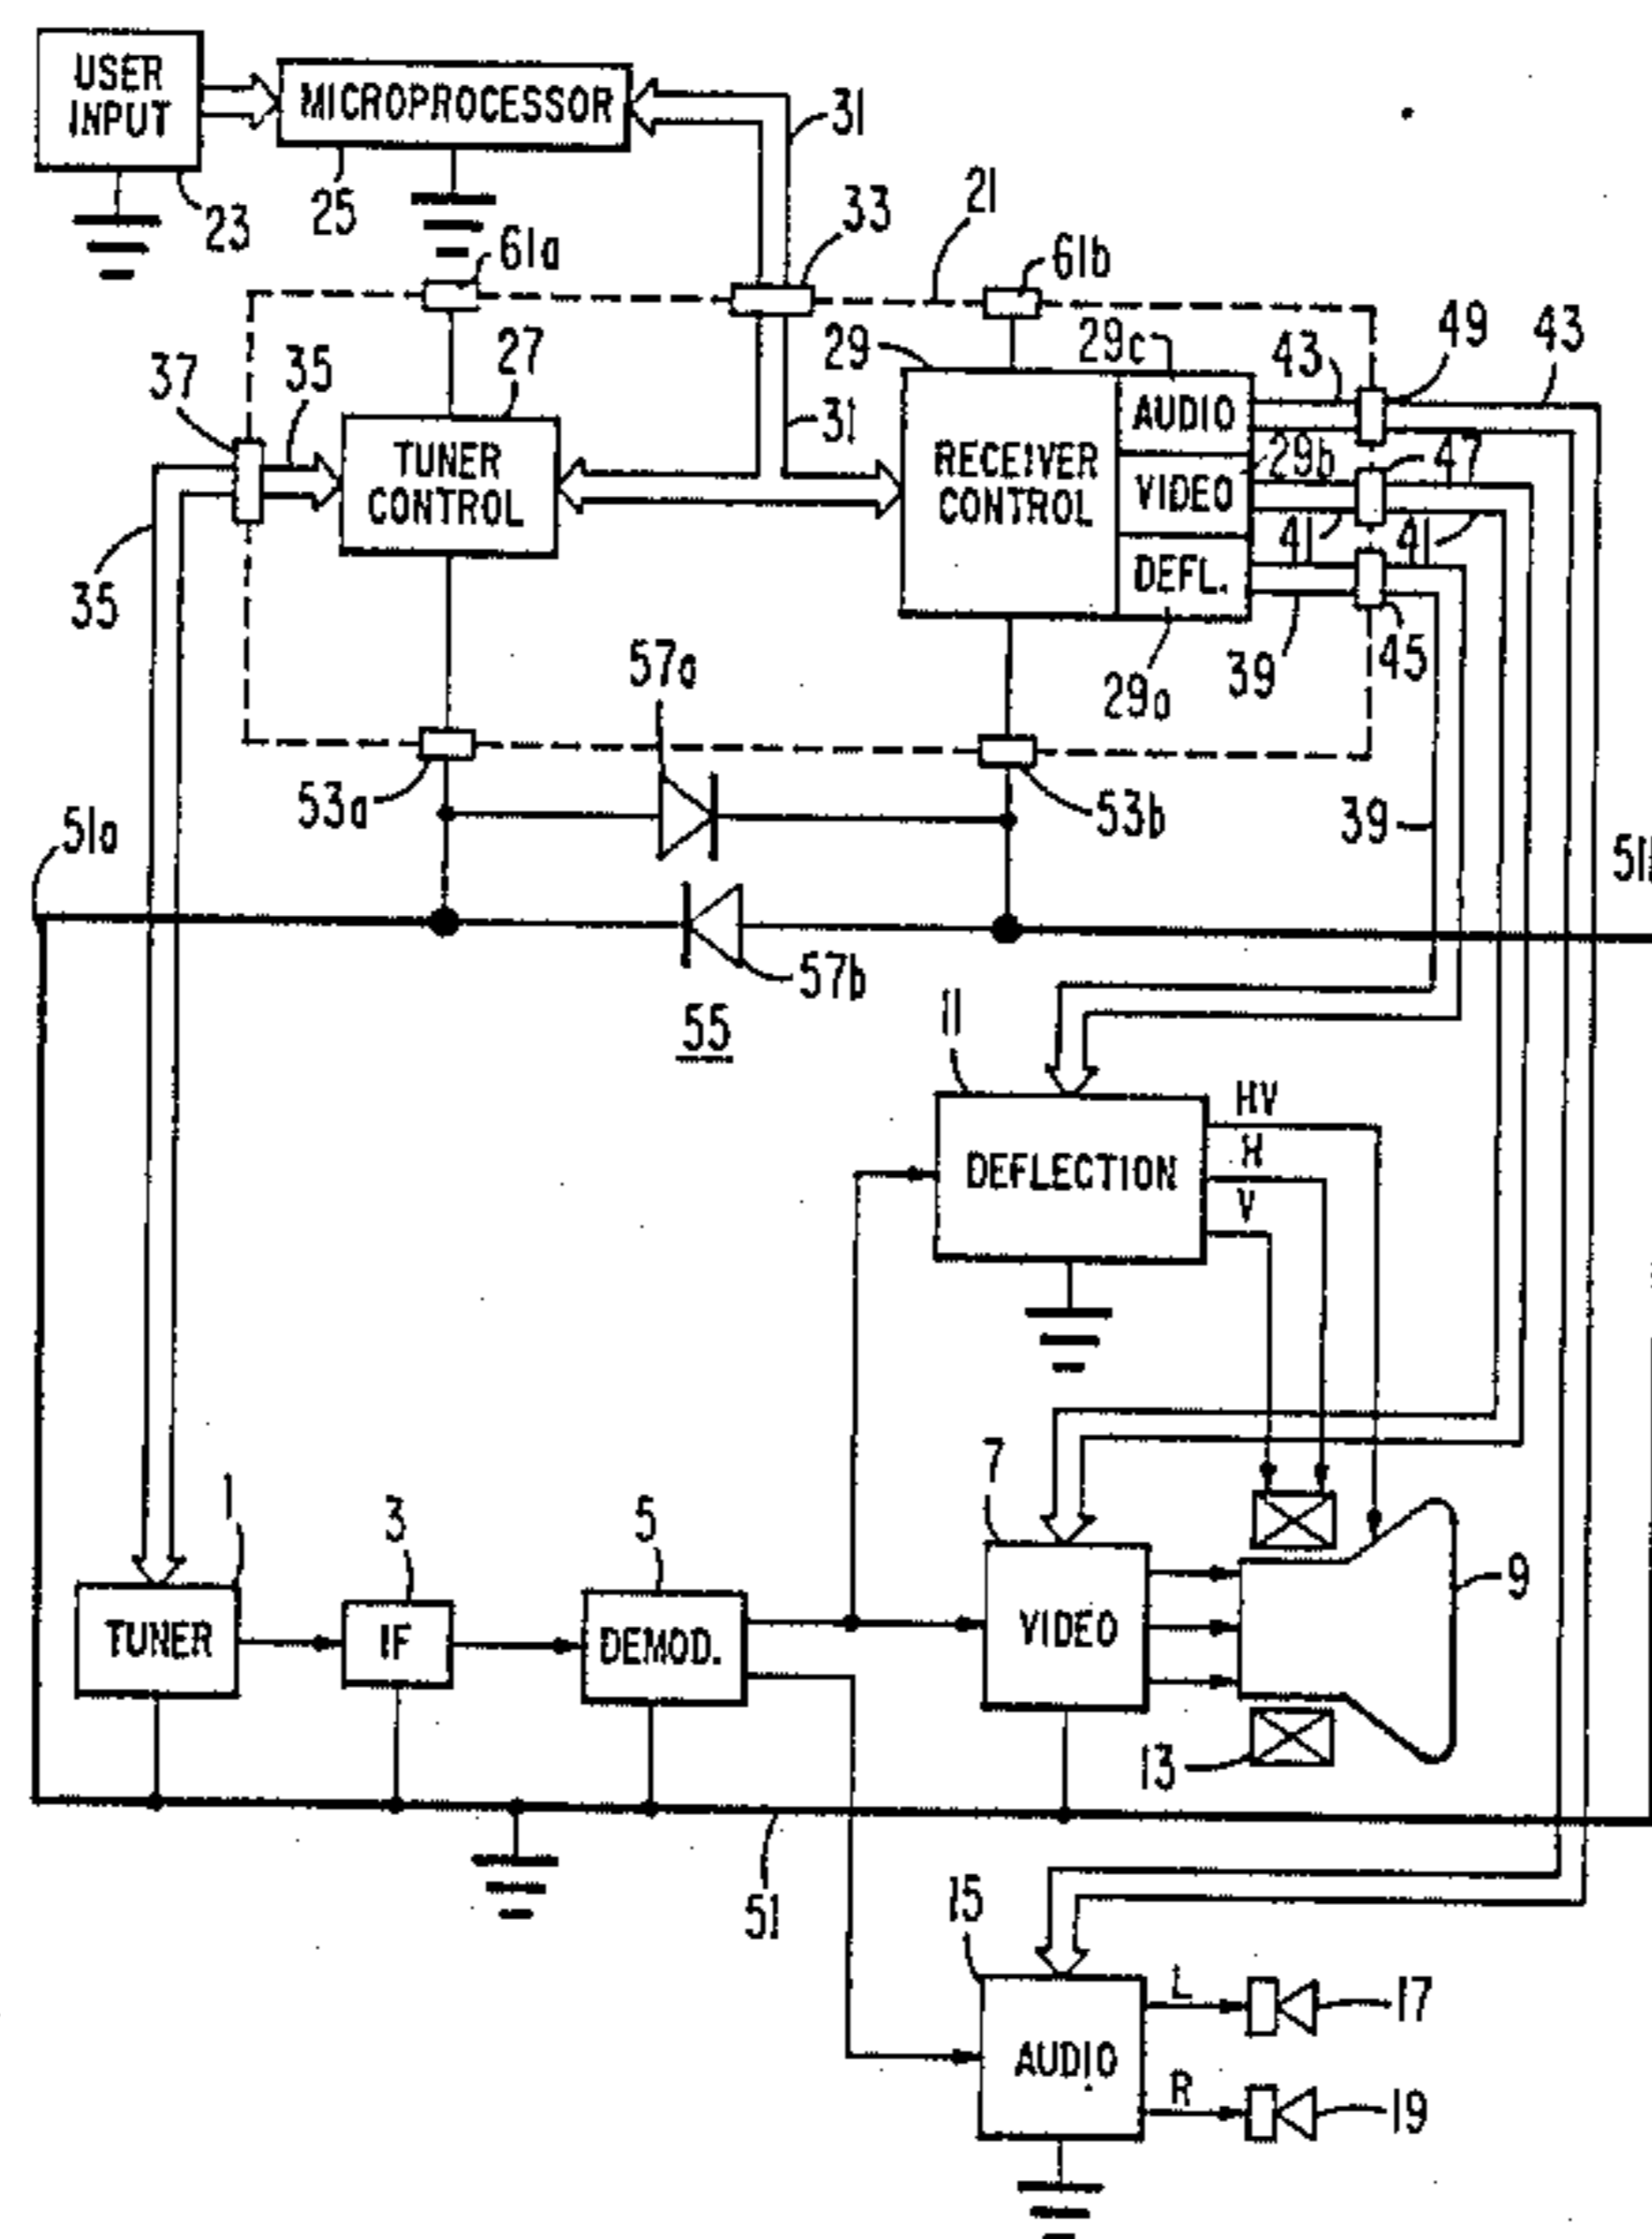 USER
INPUT
MICROPROCESSOR
31
23
25
33
21
61a
61b
27
29
29c
43
49
43
37
35
TUNER
CONTROL
31
RECEIVER
CONTROL
AUDIO
29b
47
VIDEO
41
41
DEFL.
35
39
45
57a
29a
53a
53b
39
51a
57b
55
11
HV
H
V
DEFLECTION
1
3
5
7
9
TUNER
IF
DEMOD.
VIDEO
13
51
15
L
17
AUDIO
R
19